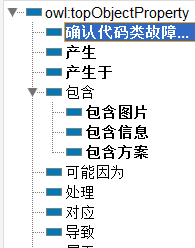 owl:topObjectProperty
确认代码类故障...
产生
产生于
包含
包含图片
包含信息
包含方案
可能因为
处理
对应
导致